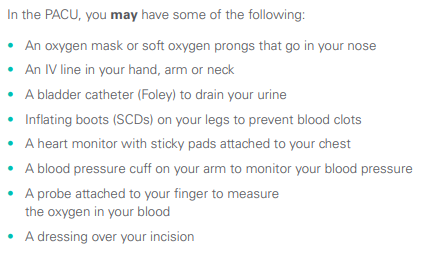 In the PACU, you may have some of the following:
• An oxygen mask or soft oxygen prongs that go in your nose
• An IV line in your hand, arm or neck
• A bladder catheter (Foley) to drain your urine
• Inflating boots (SCDs) on your legs to prevent blood clots
• A heart monitor with sticky pads attached to your chest
• A blood pressure cuff on your arm to monitor your blood pressure
• A probe attached to your finger to measure
the oxygen in your blood
• A dressing over your incision